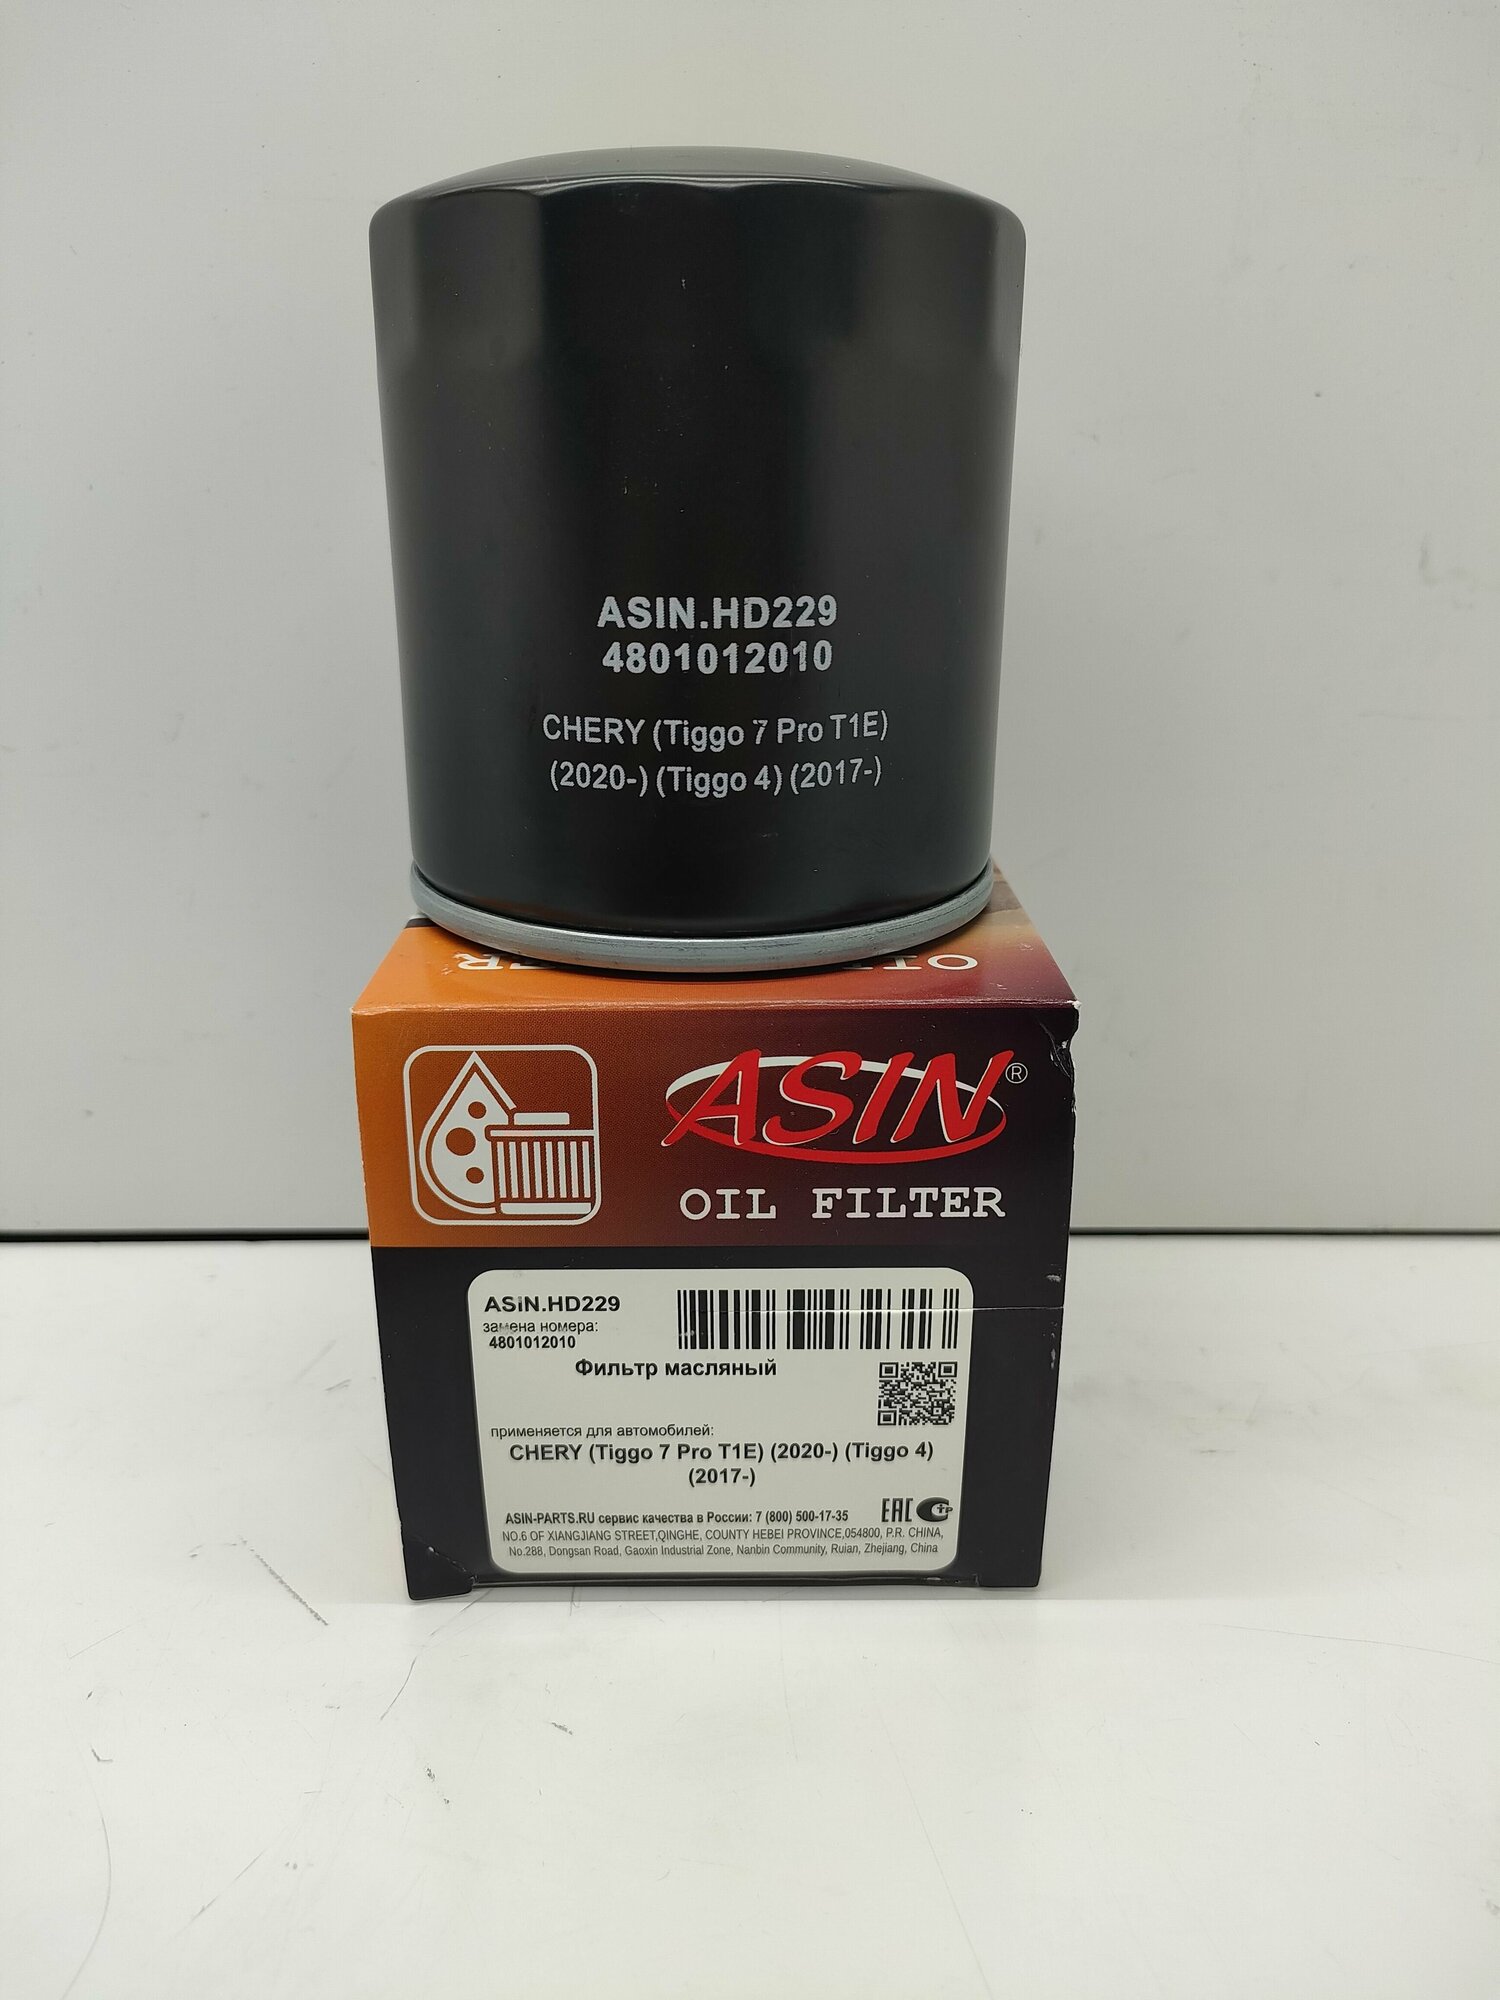 ASIN.HD229
4801012010
CHERY (Tiggo 7 Pro T1E)
(2020-) (Tiggo 4) (2017-)
OIL
ASIN®
OIL FILTER
ASIN.HD229
замена номера:
4801012010
Фильтр масляный
применяется для автомобилей:
CHERY (Tiggo 7 Pro T1E) (2020-) (Tiggo 4)
(2017-)
ASIN-PARTS.RU сервис качества в России: 7 (800) 500-17-35
EAC
NO.6 OF XIANGJIANG STREET,QINGHE, COUNTY HEBEI PROVINCE,054800, P.R. CHINA,
No.288, Dongsan Road, Gaoxin Industrial Zone, Nanbin Community, Ruian, Zhejiang, China